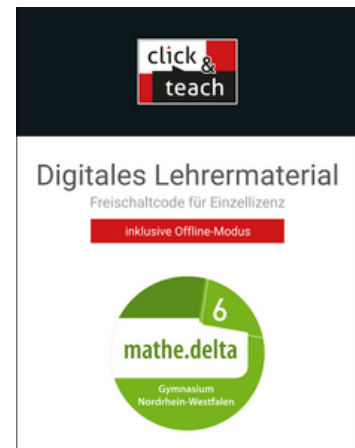 click &
teach
Digitales Lehrermaterial
Freischaltcode für Einzellizenz
inklusive Offline-Modus
6
mathe.delta
Gymnasium
Nordrhein-Westfalen